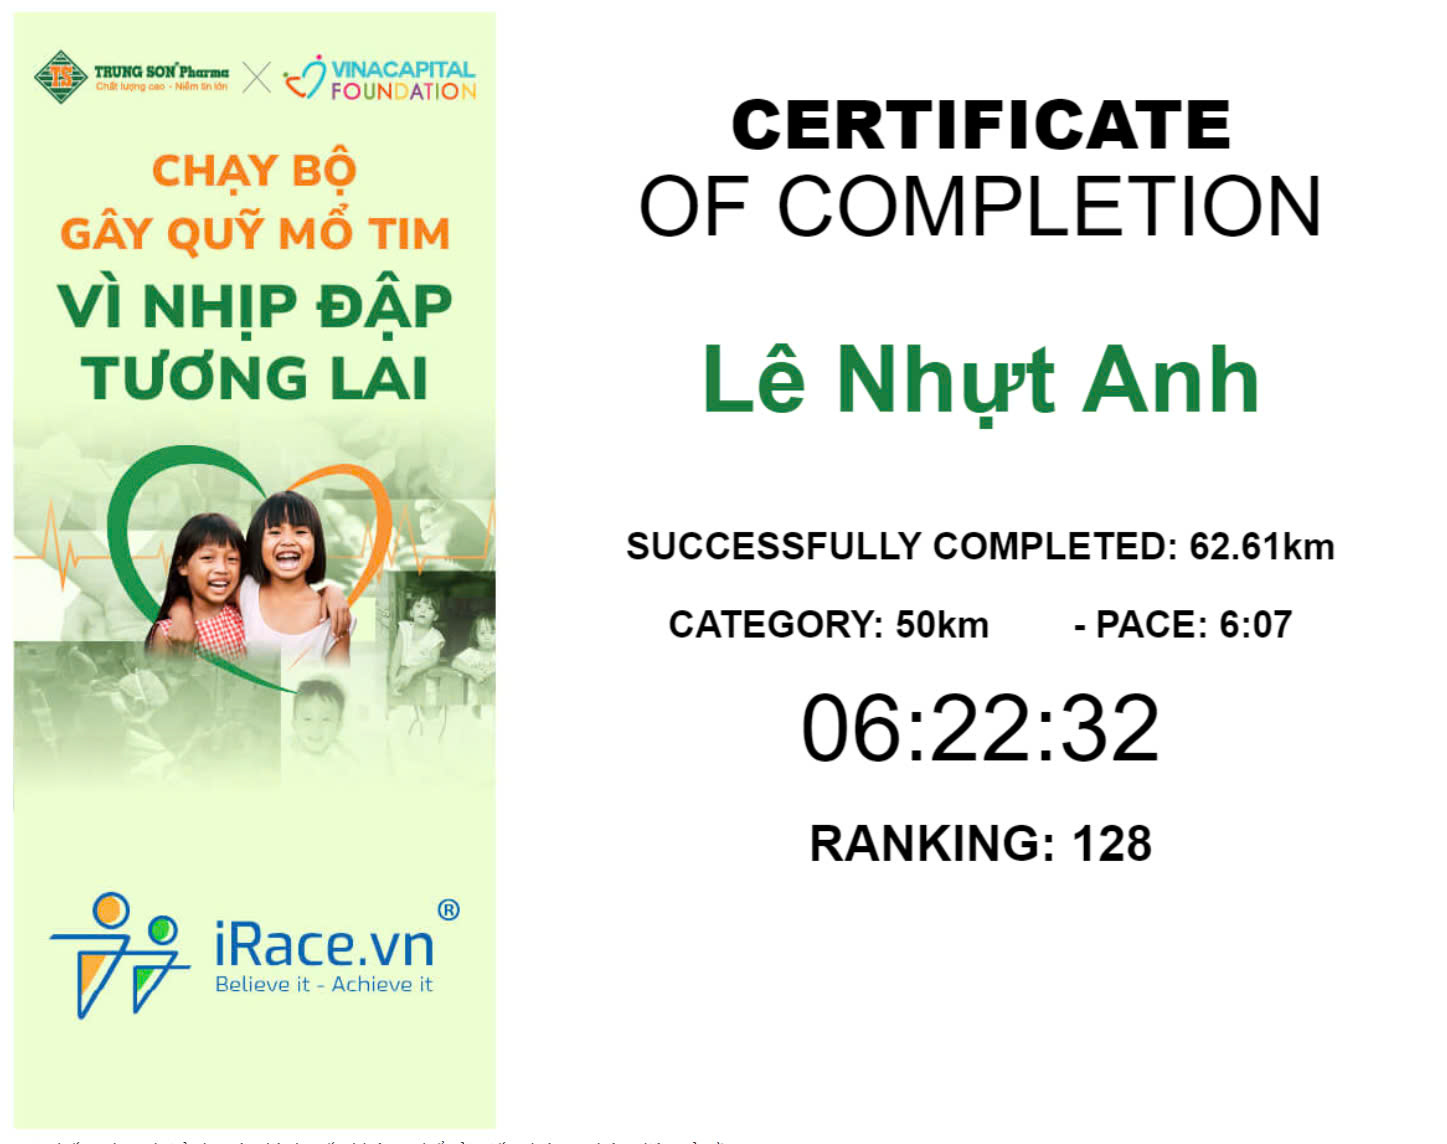 TRUNG SON Pharma
Chất lượng cao - Niềm tin lớn
VINACAPITAL
FOUNDATION
CHẠY BỘ
GÂY QUỸ MỔ TIM
VÌ NHỊP ĐẬP
TƯƠNG LAI
iRace.vn®
Believe it - Achieve it
CERTIFICATE
OF COMPLETION
Lê Nhựt Anh
SUCCESSFULLY COMPLETED: 62.61km
CATEGORY: 50km - PACE: 6:07
06:22:32
RANKING: 128